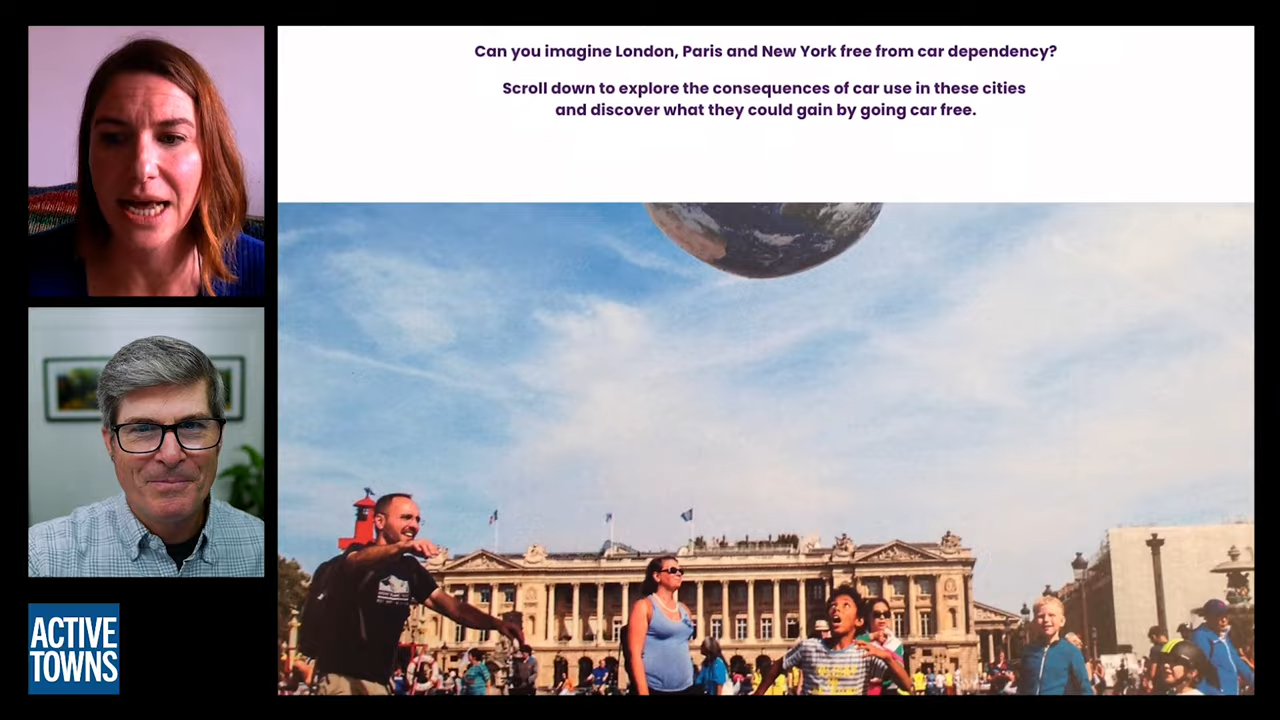 Can you imagine London, Paris and New York free from car dependency?
Scroll down to explore the consequences of car use in these cities
and discover what they could gain by going car free.
ACTIVE
TOWNS